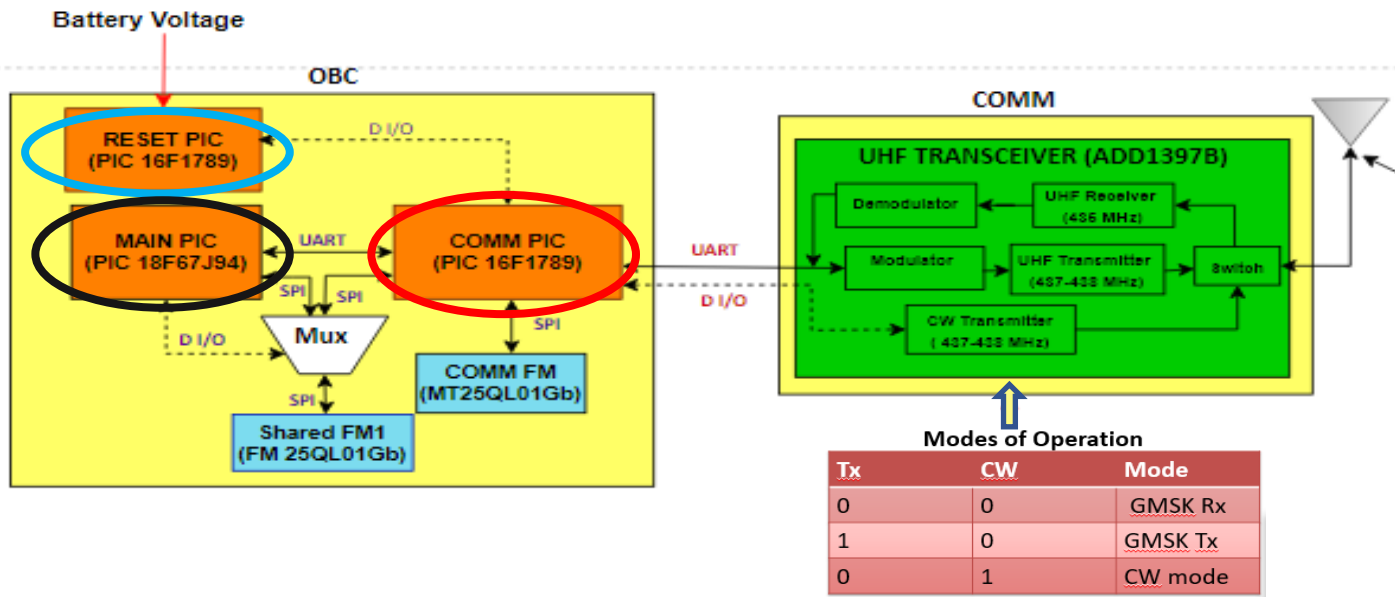 Battery Voltage
OBC
RESET PIC
(PIC 16F1789)
D I/O
MAIN PIC
(PIC 18F67J94)
UART
COMM PIC
(PIC 16F1789)
SPI
SPI
D I/O
Mux
SPI
COMM FM
(MT25QL01Gb)
SPI
Shared FM1
(FM 25QL01Gb)
UART
D I/O
COMM
UHF TRANSCEIVER (ADD1397B)
Demodulator
UHF Receiver
(436 MHz)
Modulator
UHF Transmitter
(437-438 MHz)
Switch
CW Transmitter
( 437-438 MHz)
Modes of Operation
Tx CW Mode
0 0 GMSK Rx
1 0 GMSK Tx
0 1 CW mode